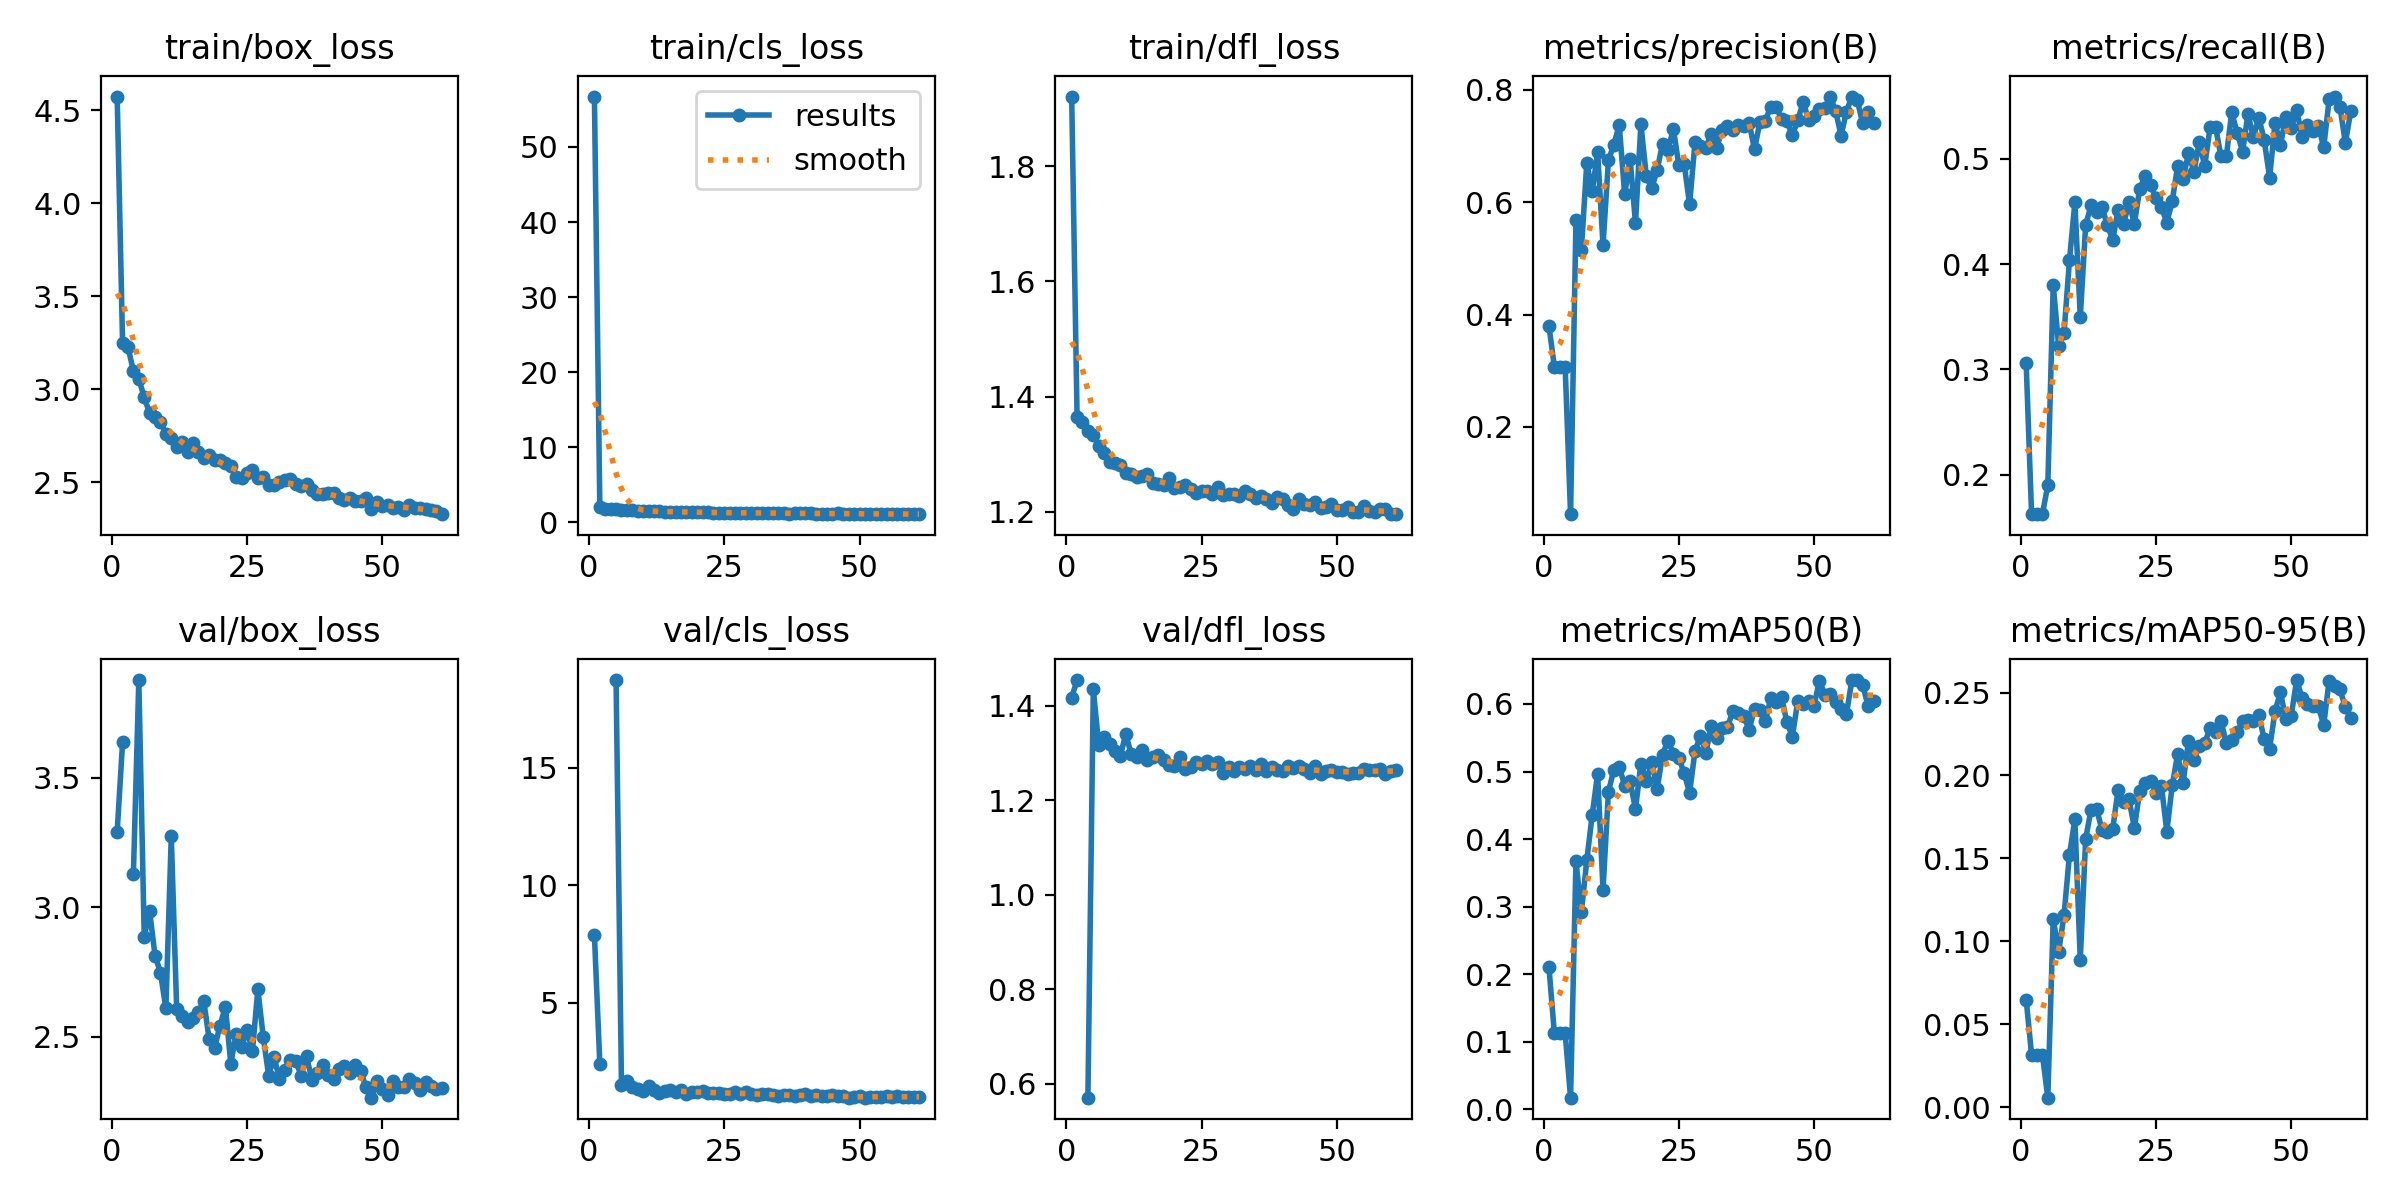 train/box_loss
4.5
4.0
3.5
3.0
2.5
0 25 50
train/cls_loss
results
smooth
50
40
30
20
10
0
0 25 50
train/dfl_loss
1.8
1.6
1.4
1.2
0 25 50
metrics/precision(B)
0.8
0.6
0.4
0.2
0 25 50
metrics/recall(B)
0.5
0.4
0.3
0.2
0 25 50
val/box_loss
3.5
3.0
2.5
0 25 50
val/cls_loss
15
10
5
0 25 50
val/dfl_loss
1.4
1.2
1.0
0.8
0.6
0 25 50
metrics/mAP50(B)
0.6
0.5
0.4
0.3
0.2
0.1
0.0
0 25 50
metrics/mAP50-95(B)
0.25
0.20
0.15
0.10
0.05
0.00
0 25 50